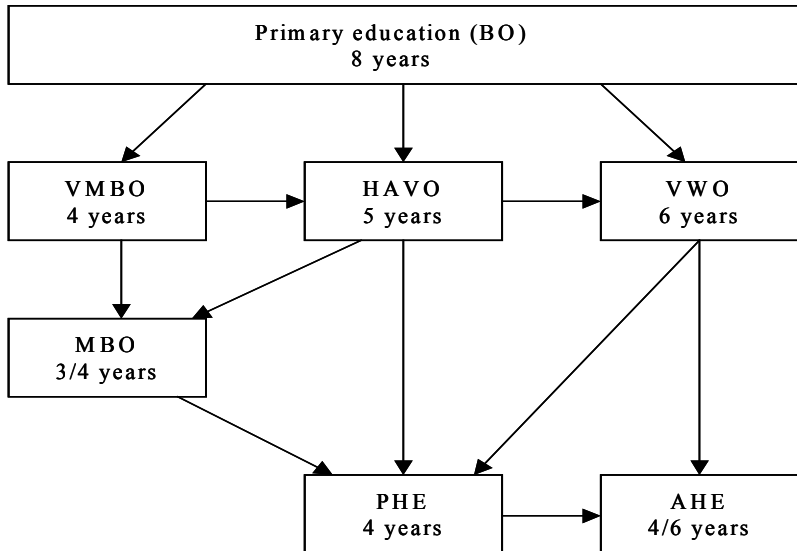 Primary education (BO)
8 years
VMBO
4 years
HAVO
5 years
VWO
6 years
MBO
3/4 years
PHE
4 years
AHE
4/6 years